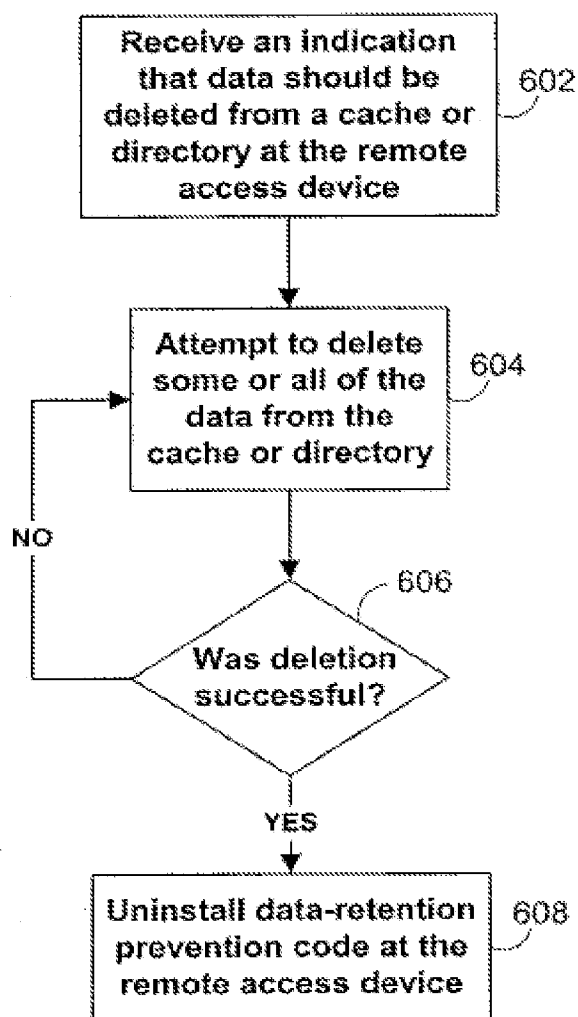 Receive an indication
that data should be
deleted from a cache or
directory at the remote
access device
602
Attempt to delete
some or all of the
data from the
cache or directory
604
NO
606
Was deletion
successful?
YES
Uninstall data-retention
prevention code at the
remote access device
608